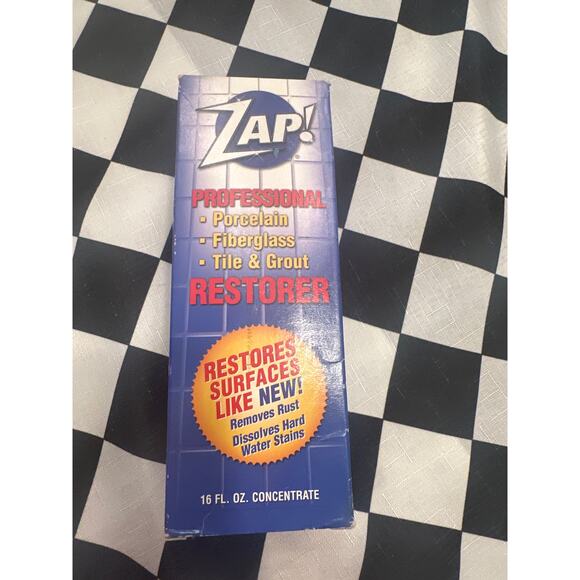 ZAP!
PROFESSIONAL
• Porcelain
• Fiberglass
• Tile & Grout
RESTORER
RESTORES
SURFACES
LIKE NEW!
Removes Rust
Dissolves Hard
Water Stains
16 FL. OZ. CONCENTRATE